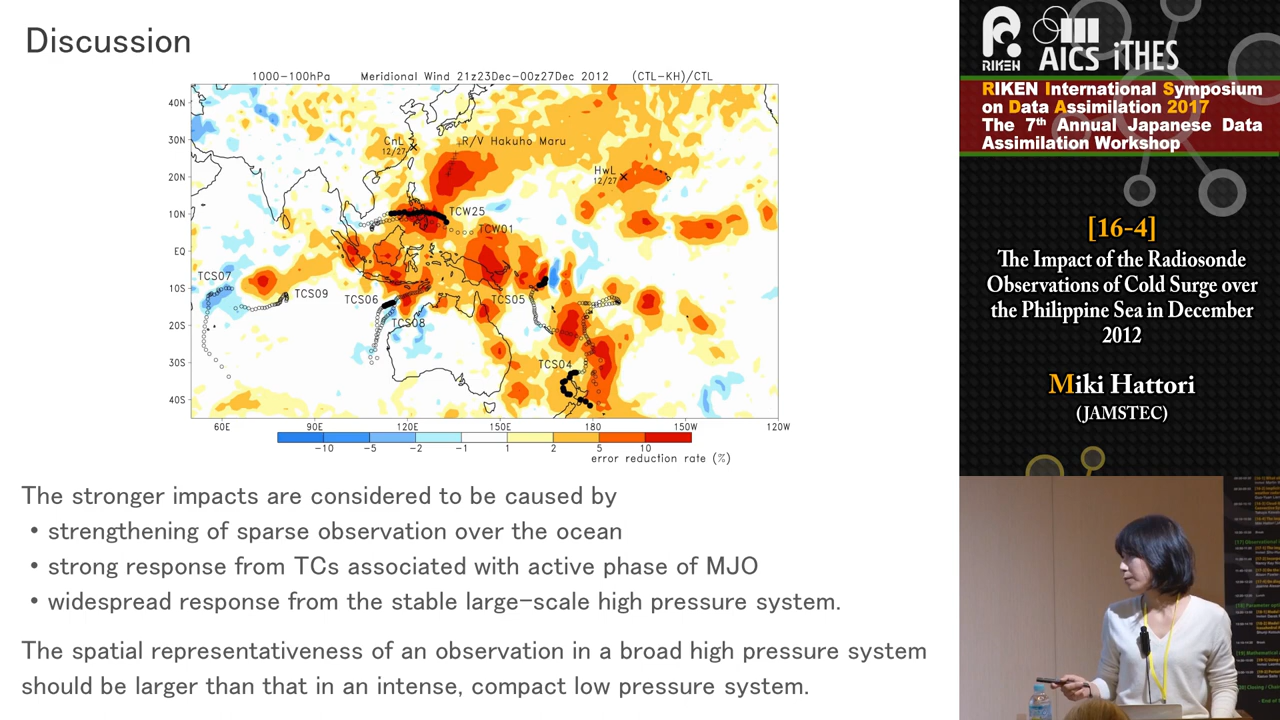 Discussion
1000-100hPa Meridional Wind 21z23Dec-00z27Dec 2012 (CTL-KH)/CTL
40N
30N
20N
10N
EQ
10S
20S
30S
40S
CnL
12/27
R/V Hakuho Maru
HwL
12/27
TCW25
TCW01
TCS07
TCS09
TCS06
TCS05
TCS08
TCS04
60E 90E 120E 150E 180 150W 120W
-10 -5 -2 -1 1 2 5 10
error reduction rate (%)
The stronger impacts are considered to be caused by
• strengthening of sparse observation over the ocean
• strong response from TCs associated with active phase of MJO
• widespread response from the stable large-scale high pressure system.
The spatial representativeness of an observation in a broad high pressure system
should be larger than that in an intense, compact low pressure system.
RIKEN AICS iTHES
RIKEN International Symposium
on Data Assimilation 2017
The 7th Annual Japanese Data
Assimilation Workshop
[16-4]
The Impact of the Radiosonde
Observations of Cold Surge over
the Philippine Sea in December
2012
Miki Hattori
(JAMSTEC)